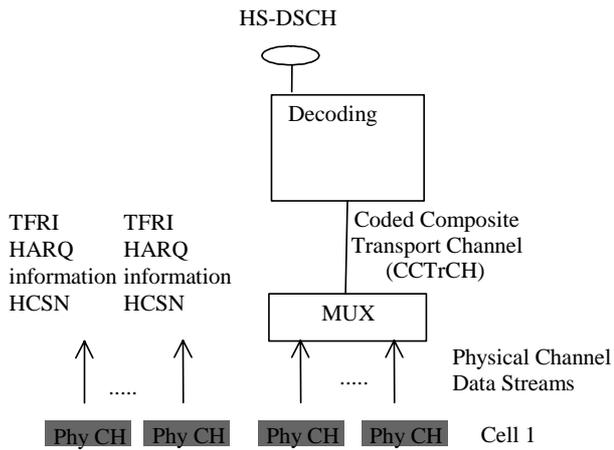 HS-DSCH
Decoding
TFRI
HARQ
information
HCSN
TFRI
HARQ
information
HCSN
Coded Composite
Transport Channel
(CCTrCH)
MUX
.....
.....
Physical Channel
Data Streams
Phy CH Phy CH Phy CH Phy CH Cell 1